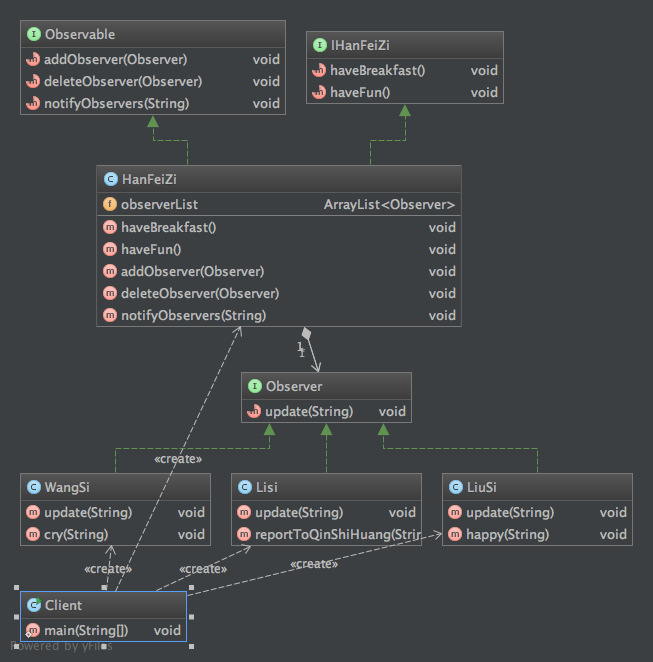 Observable
addObserver(Observer) void
deleteObserver(Observer) void
notifyObservers(String) void
IHanFeiZi
haveBreakfast() void
haveFun() void
HanFeiZi
observerList ArrayList<Observer>
haveBreakfast() void
haveFun() void
addObserver(Observer) void
deleteObserver(Observer) void
notifyObservers(String) void
1
1
Observer
update(String) void
«create»
WangSi
update(String) void
cry(String) void
Lisi
update(String) void
reportToQinShiHuang(Strin
LiuSi
update(String) void
happy(String) void
«create» «create» «create»
Client
main(String[]) void
Powered by yFiles